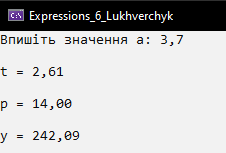 Expressions_6_Lukhverchyk
Впишіть значення a: 3,7
t = 2,61
p = 14,00
y = 242,09